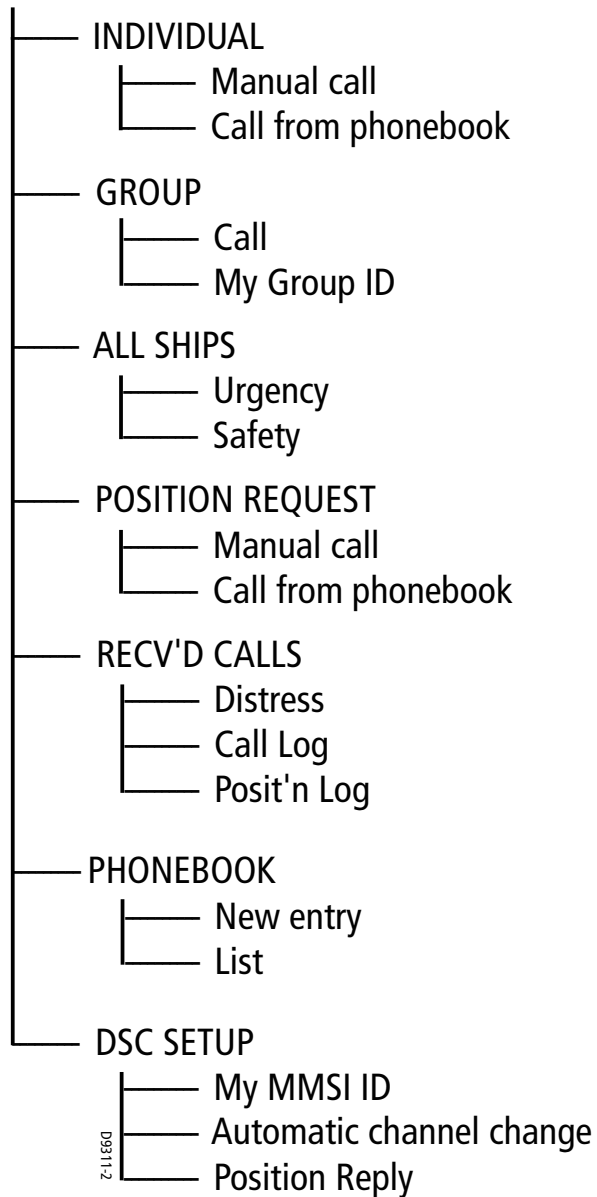 INDIVIDUAL
Manual call
Call from phonebook
GROUP
Call
My Group ID
ALL SHIPS
Urgency
Safety
POSITION REQUEST
Manual call
Call from phonebook
RECV'D CALLS
Distress
Call Log
Posit'n Log
PHONEBOOK
New entry
List
DSC SETUP
My MMSI ID
Automatic channel change
Position Reply
D9311-2